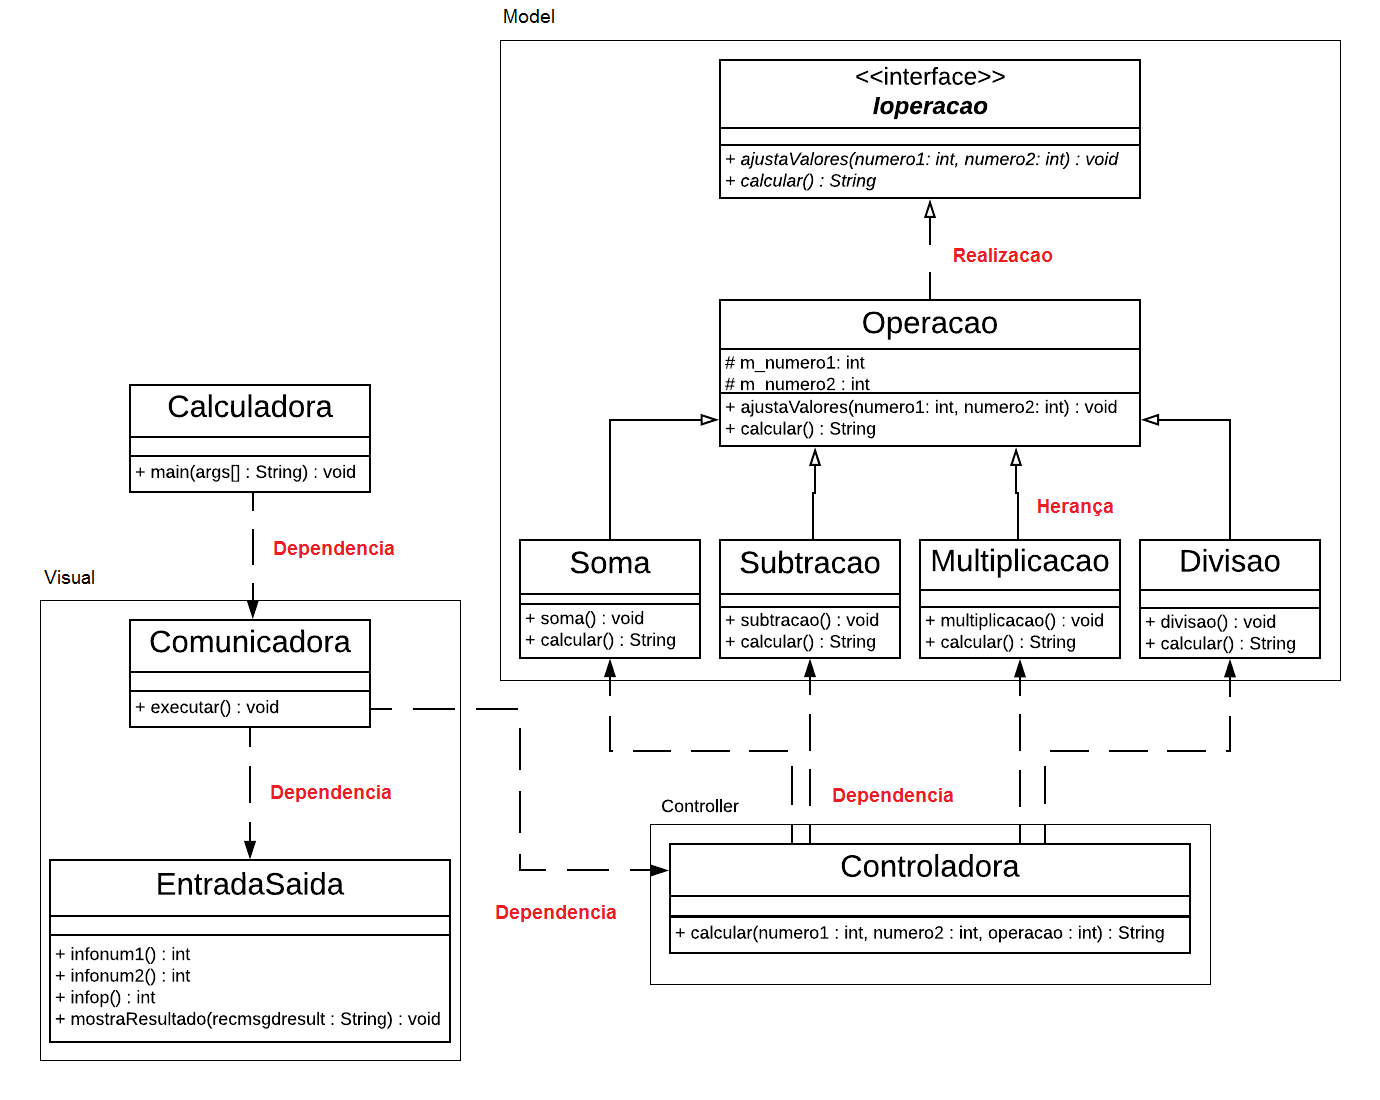 Model
<<interface>>
Ioperacao
+ ajustaValores(numero1: int, numero2: int) : void
+ calcular() : String
Realizacao
Operacao
# m_numero1: int
# m_numero2 : int
+ ajustaValores(numero1: int, numero2: int) : void
+ calcular() : String
Calculadora
+ main(args[] : String) : void
Dependencia
Herança
Soma
+ soma() : void
+ calcular() : String
Subtracao
+ subtracao() : void
+ calcular() : String
Multiplicacao
+ multiplicacao() : void
+ calcular() : String
Divisao
+ divisao() : void
+ calcular() : String
Visual
Comunicadora
+ executar() : void
Dependencia
EntradaSaida
+ infonum1() : int
+ infonum2() : int
+ infop() : int
+ mostraResultado(recmsgdresult : String) : void
Dependencia
Dependencia
Controller
Controladora
+ calcular(numero1 : int, numero2 : int, operacao : int) : String